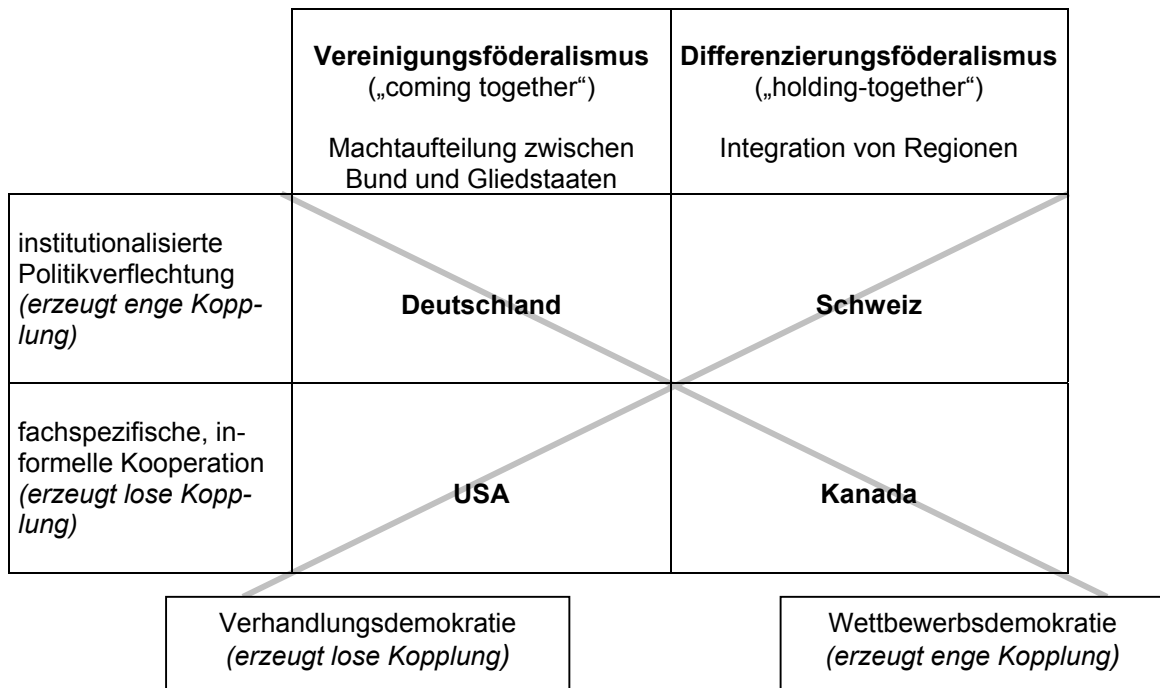 Vereinigungsföderalismus
(„coming together“)
Machtaufteilung zwischen
Bund und Gliedstaaten
Differenzierungsföderalismus
(„holding-together“)
Integration von Regionen
institutionalisierte
Politikverflechtung
(erzeugt enge Kopp-
lung)
Deutschland
Schweiz
fachspezifische, in-
formelle Kooperation
(erzeugt lose Kopp-
lung)
USA
Kanada
Verhandlungsdemokratie
(erzeugt lose Kopplung)
Wettbewerbsdemokratie
(erzeugt enge Kopplung)